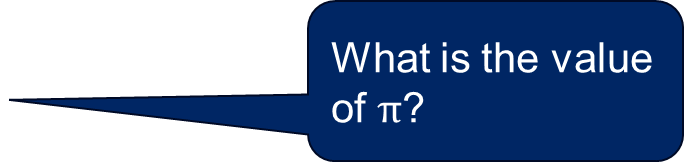 What is the value
of π?